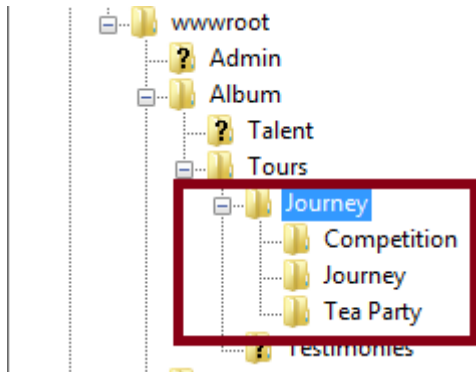 wwwroot
Admin
Album
Talent
Tours
Journey
Competition
Journey
Tea Party
Testimonies